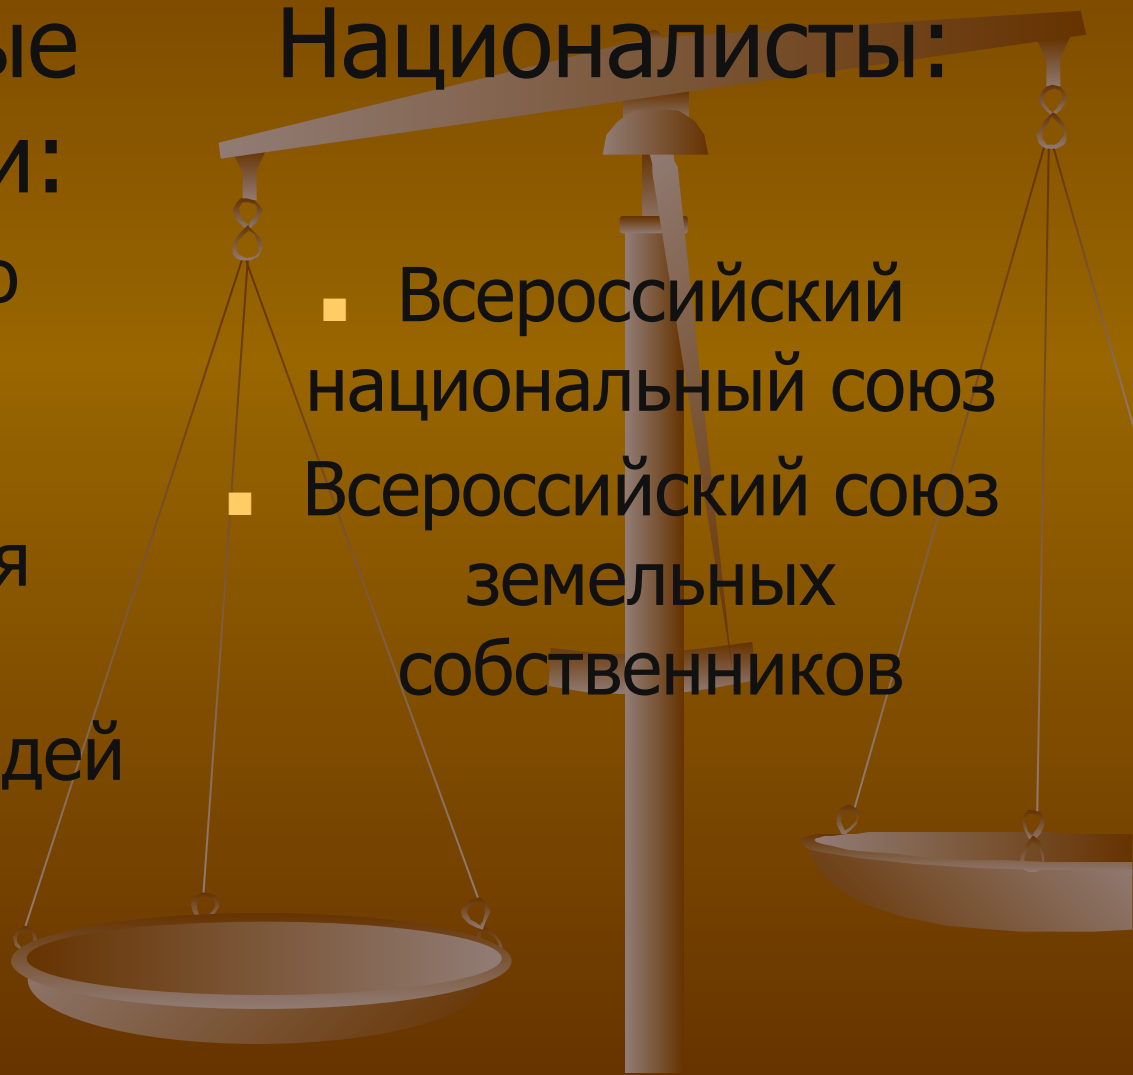 ые
и:
о
я
дей
Националисты:
Всероссийский
национальный союз
Всероссийский союз
земельных
собственников